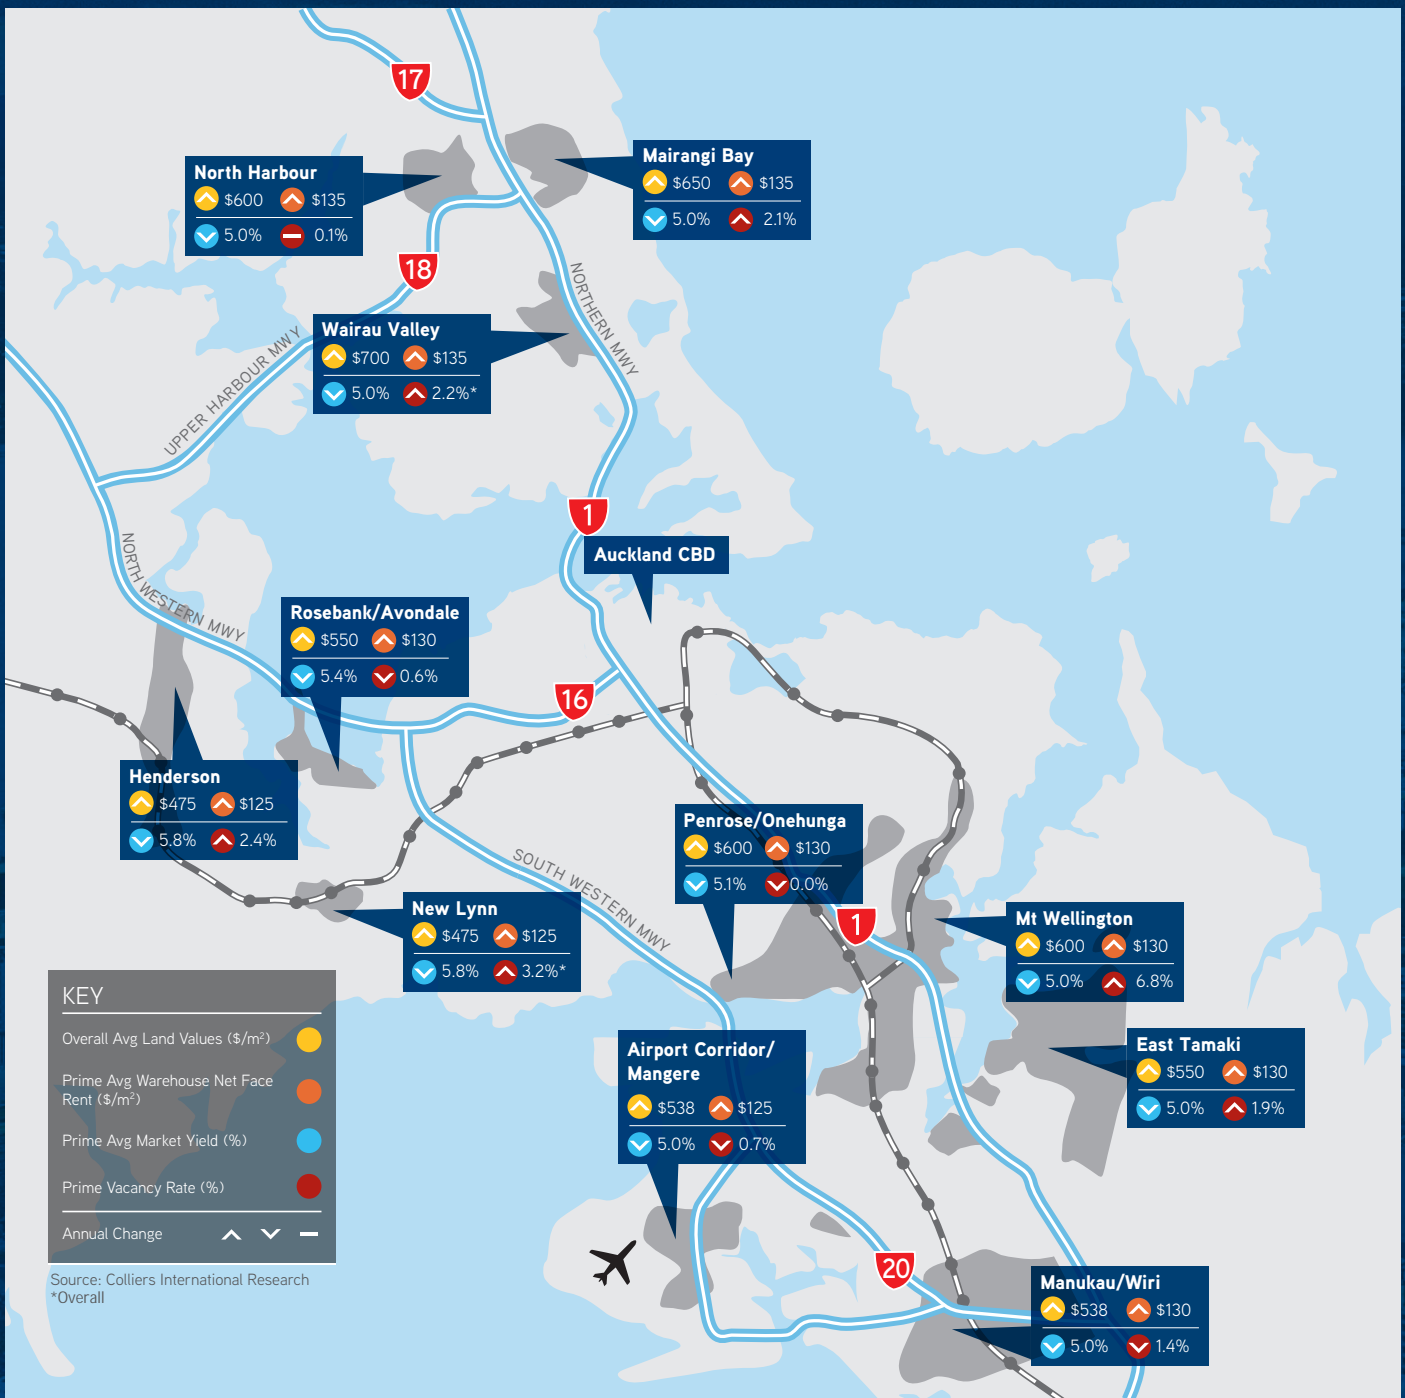 17
North Harbour
$600 $135
5.0% 0.1%
Mairangi Bay
$650 $135
5.0% 2.1%
18
NORTHERN MWY
Wairau Valley
$700 $135
5.0% 2.2%*
UPPER HARBOUR MWY
1
Auckland CBD
NORTH WESTERN MWY
Rosebank/Avondale
$550 $130
5.4% 0.6%
16
Henderson
$475 $125
5.8% 2.4%
Penrose/Onehunga
$600 $130
5.1% 0.0%
SOUTH WESTERN MWY
New Lynn
$475 $125
5.8% 3.2%*
1
Mt Wellington
$600 $130
5.0% 6.8%
East Tamaki
$550 $130
5.0% 1.9%
Airport Corridor/
Mangere
$538 $125
5.0% 0.7%
20
Manukau/Wiri
$538 $130
5.0% 1.4%
KEY
Overall Avg Land Values ($/m²)
Prime Avg Warehouse Net Face
Rent ($/m²)
Prime Avg Market Yield (%)
Prime Vacancy Rate (%)
Annual Change
Source: Colliers International Research
*Overall